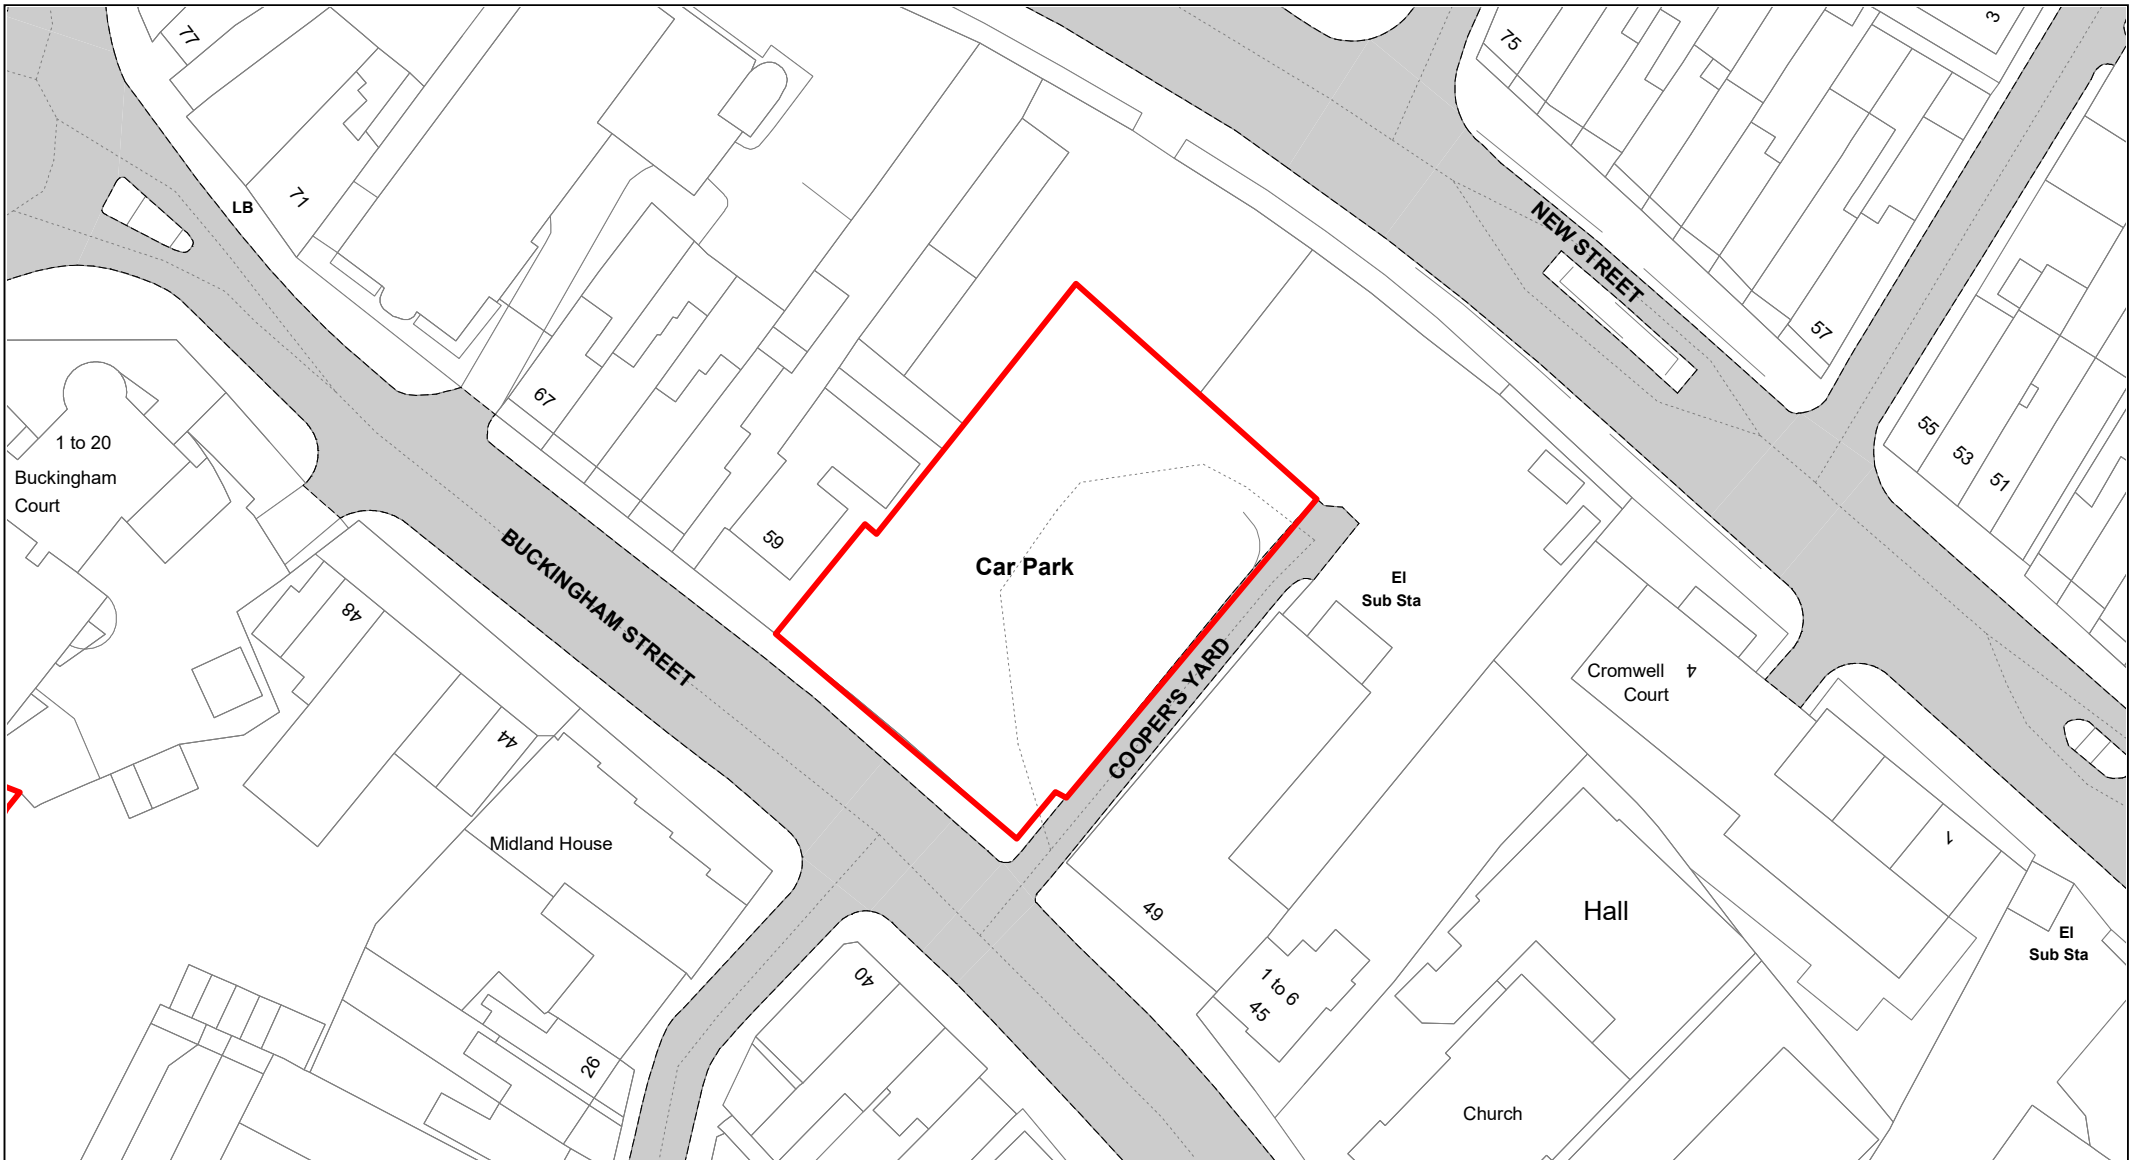 77
75
3
71
LB
NEW STREET
57
67
1 to 20
Buckingham
Court
55
53
51
59
BUCKINGHAM STREET
Car Park
El
Sub Sta
48
COOPER'S YARD
Cromwell
Court
4
44
Midland House
1
49
Hall
El
Sub Sta
40
1 to 6
45
26
Church